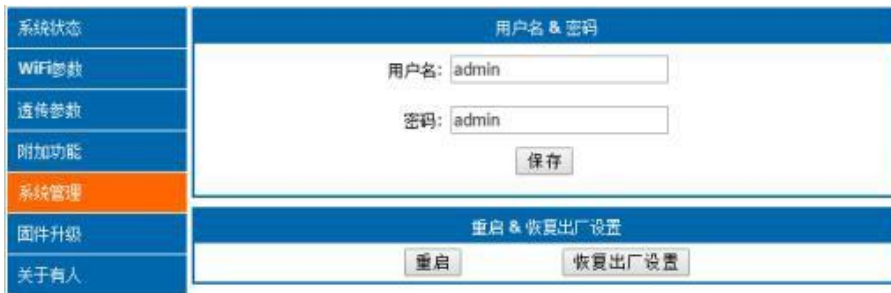 系统状态
WiFi参数
透传参数
附加功能
系统管理
固件升级
关于有人
用户名 & 密码
用户名: admin
密码: admin
保存
重启 & 恢复出厂设置
重启 恢复出厂设置